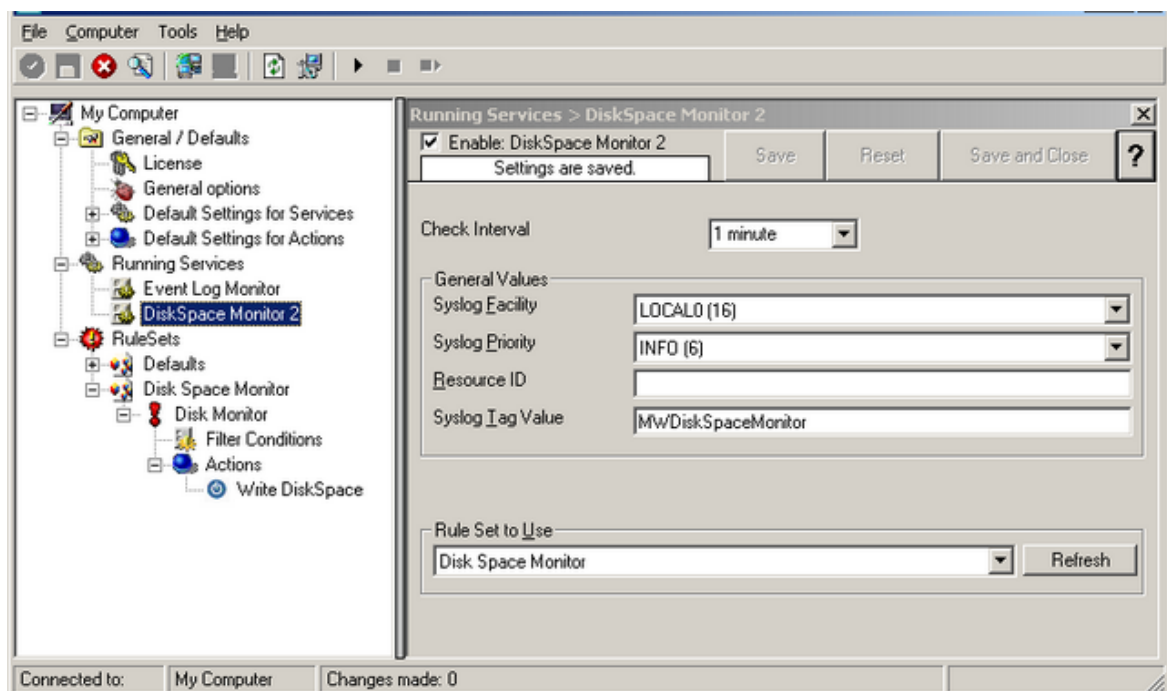 File Computer Tools Help
My Computer
General / Defaults
License
General options
Default Settings for Services
Default Settings for Actions
Running Services
Event Log Monitor
DiskSpace Monitor 2
RuleSets
Defaults
Disk Space Monitor
Disk Monitor
Filter Conditions
Actions
Write DiskSpace
Running Services > DiskSpace Monitor 2
Enable: DiskSpace Monitor 2
Settings are saved.
Save Reset Save and Close ?
Check Interval 1 minute
General Values
Syslog Facility LOCAL0 (16)
Syslog Priority INFO (6)
Resource ID
Syslog Tag Value MWDiskSpaceMonitor
Rule Set to Use
Disk Space Monitor Refresh
Connected to: My Computer Changes made: 0